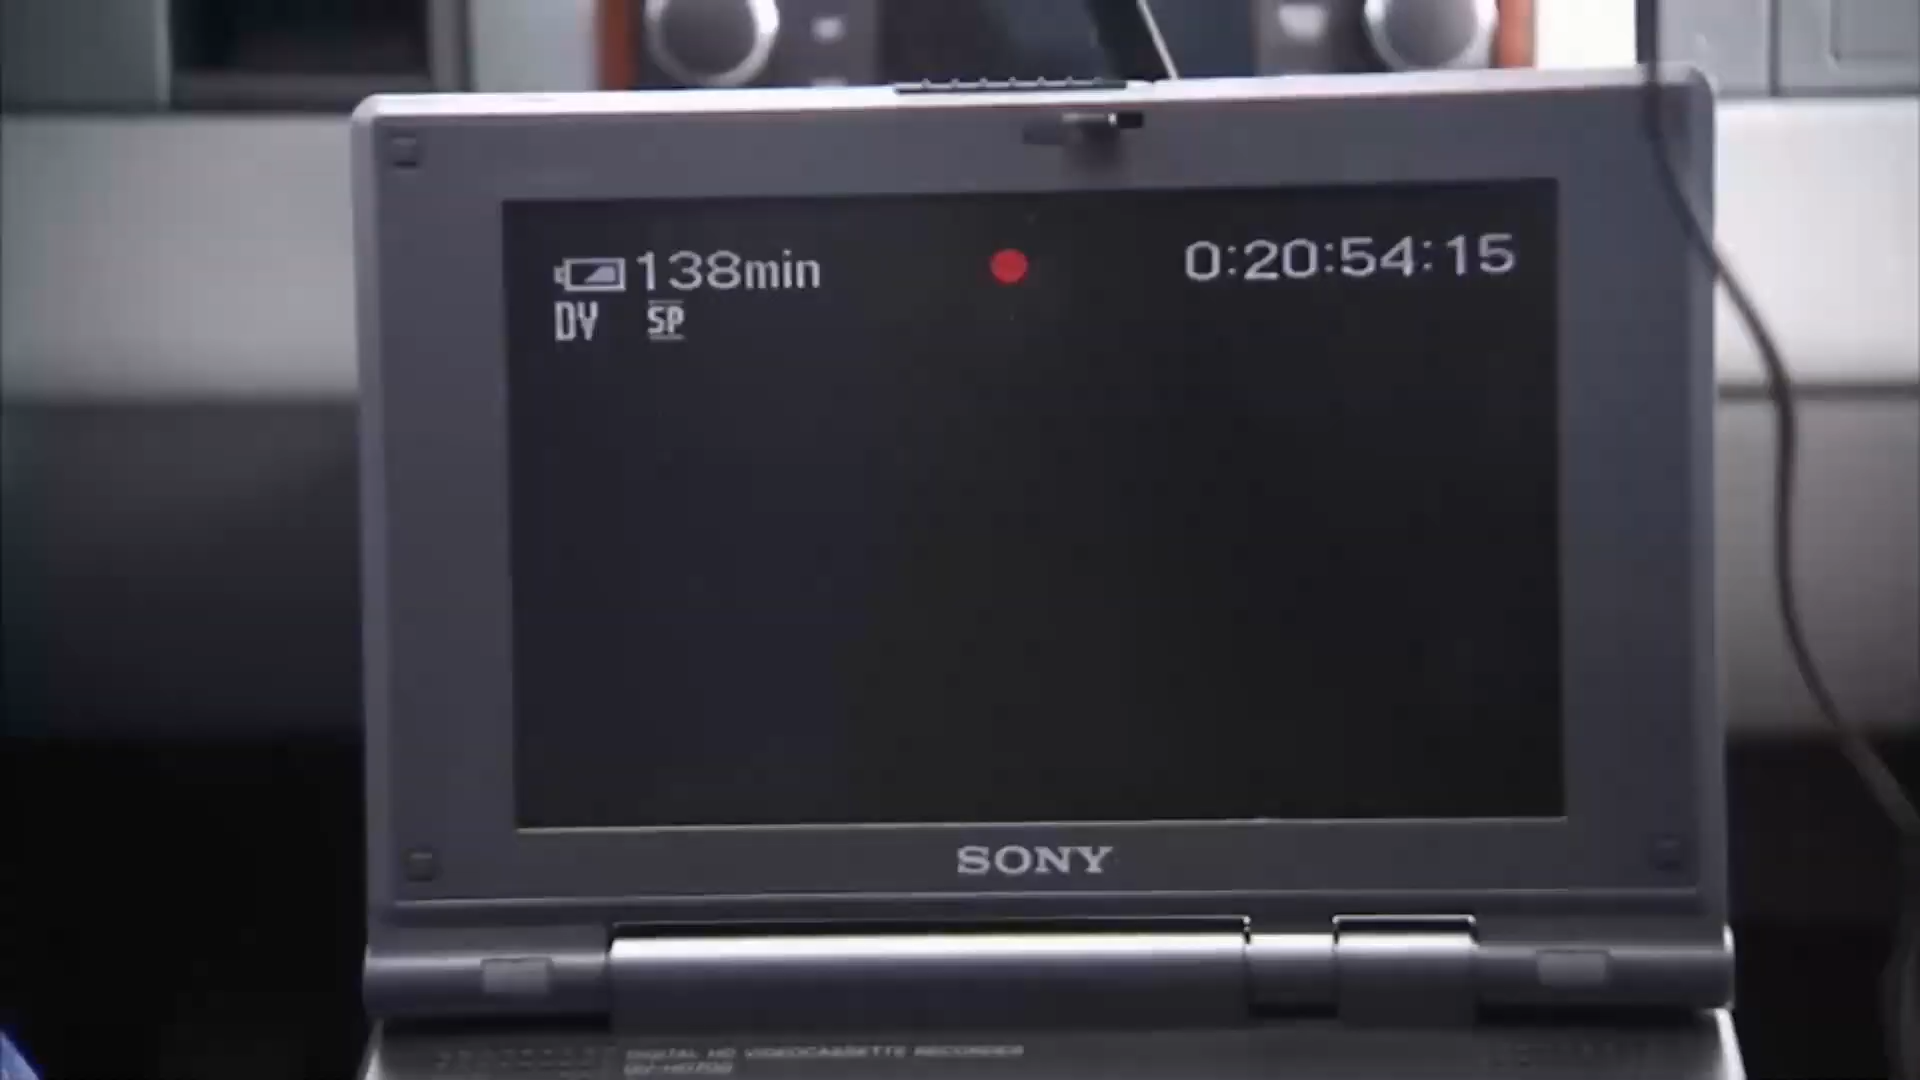 138min
0:20:54:15
DV SP
SONY
DIGITAL HD VIDEOCASSETTE RECORDER